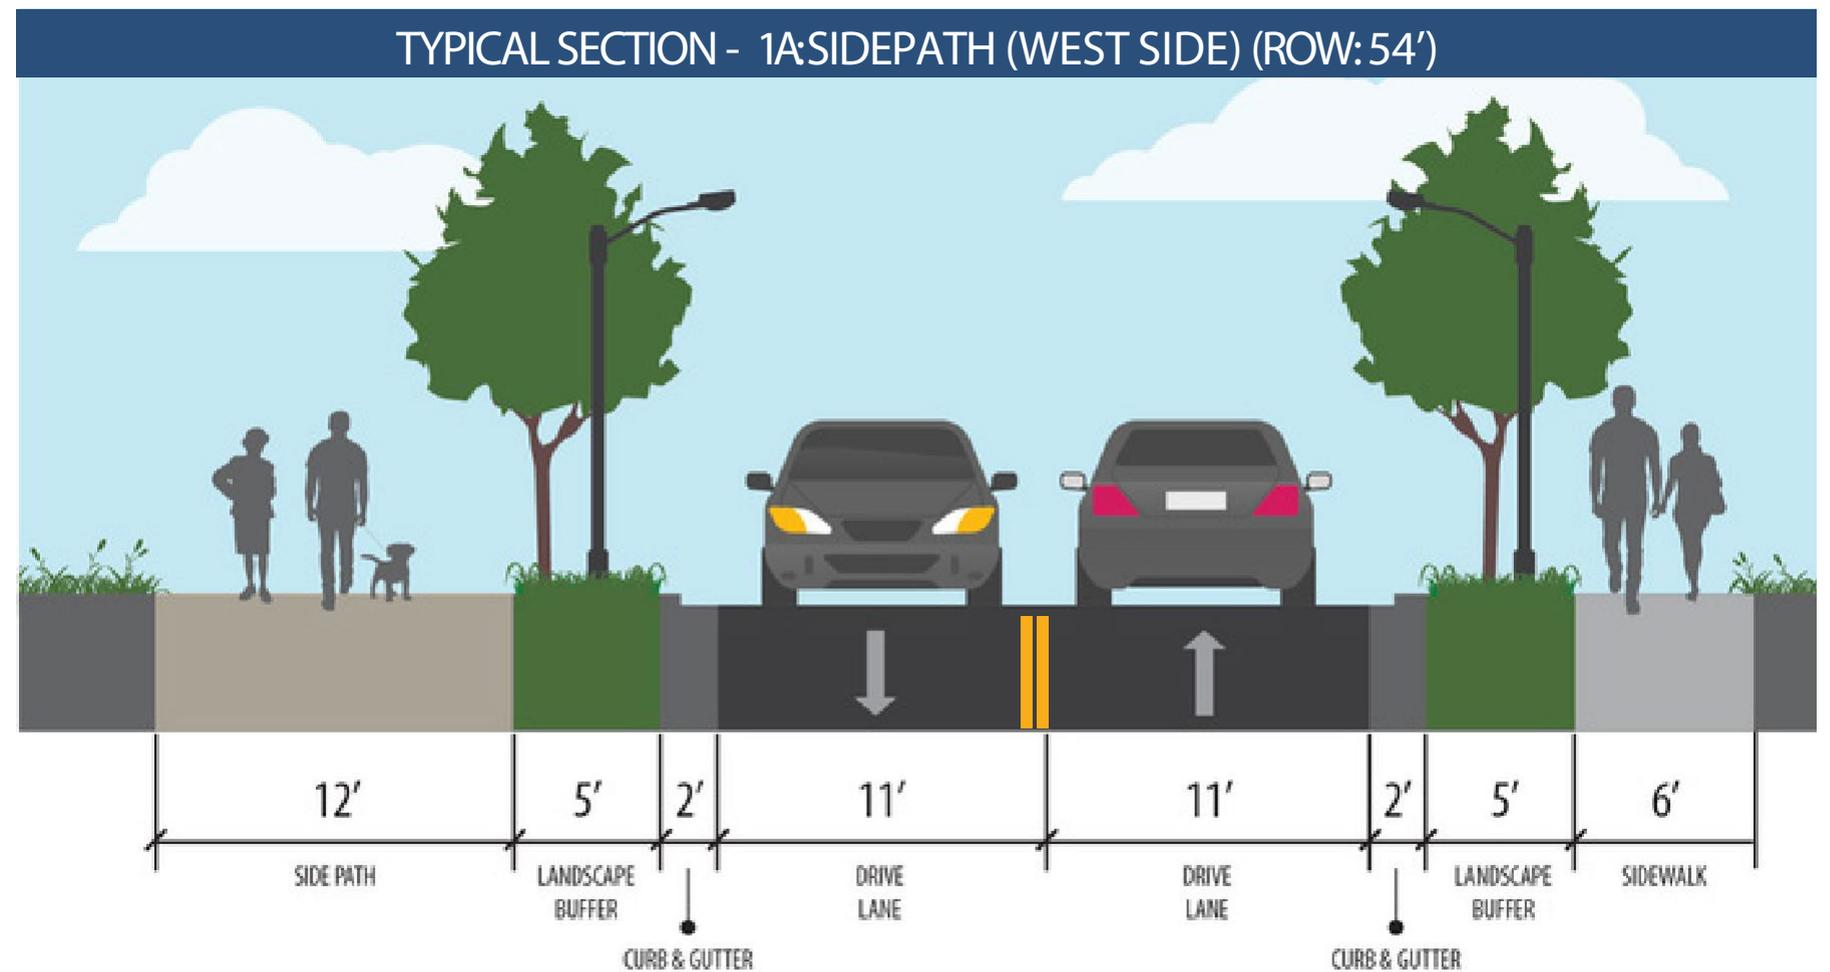 TYPICAL SECTION - 1A:SIDEPATH (WEST SIDE) (ROW: 54')
12'
5'
2'
11'
11'
2'
5'
6'
SIDE PATH
LANDSCAPE
BUFFER
CURB & GUTTER
DRIVE
LANE
DRIVE
LANE
CURB & GUTTER
LANDSCAPE
BUFFER
SIDEWALK